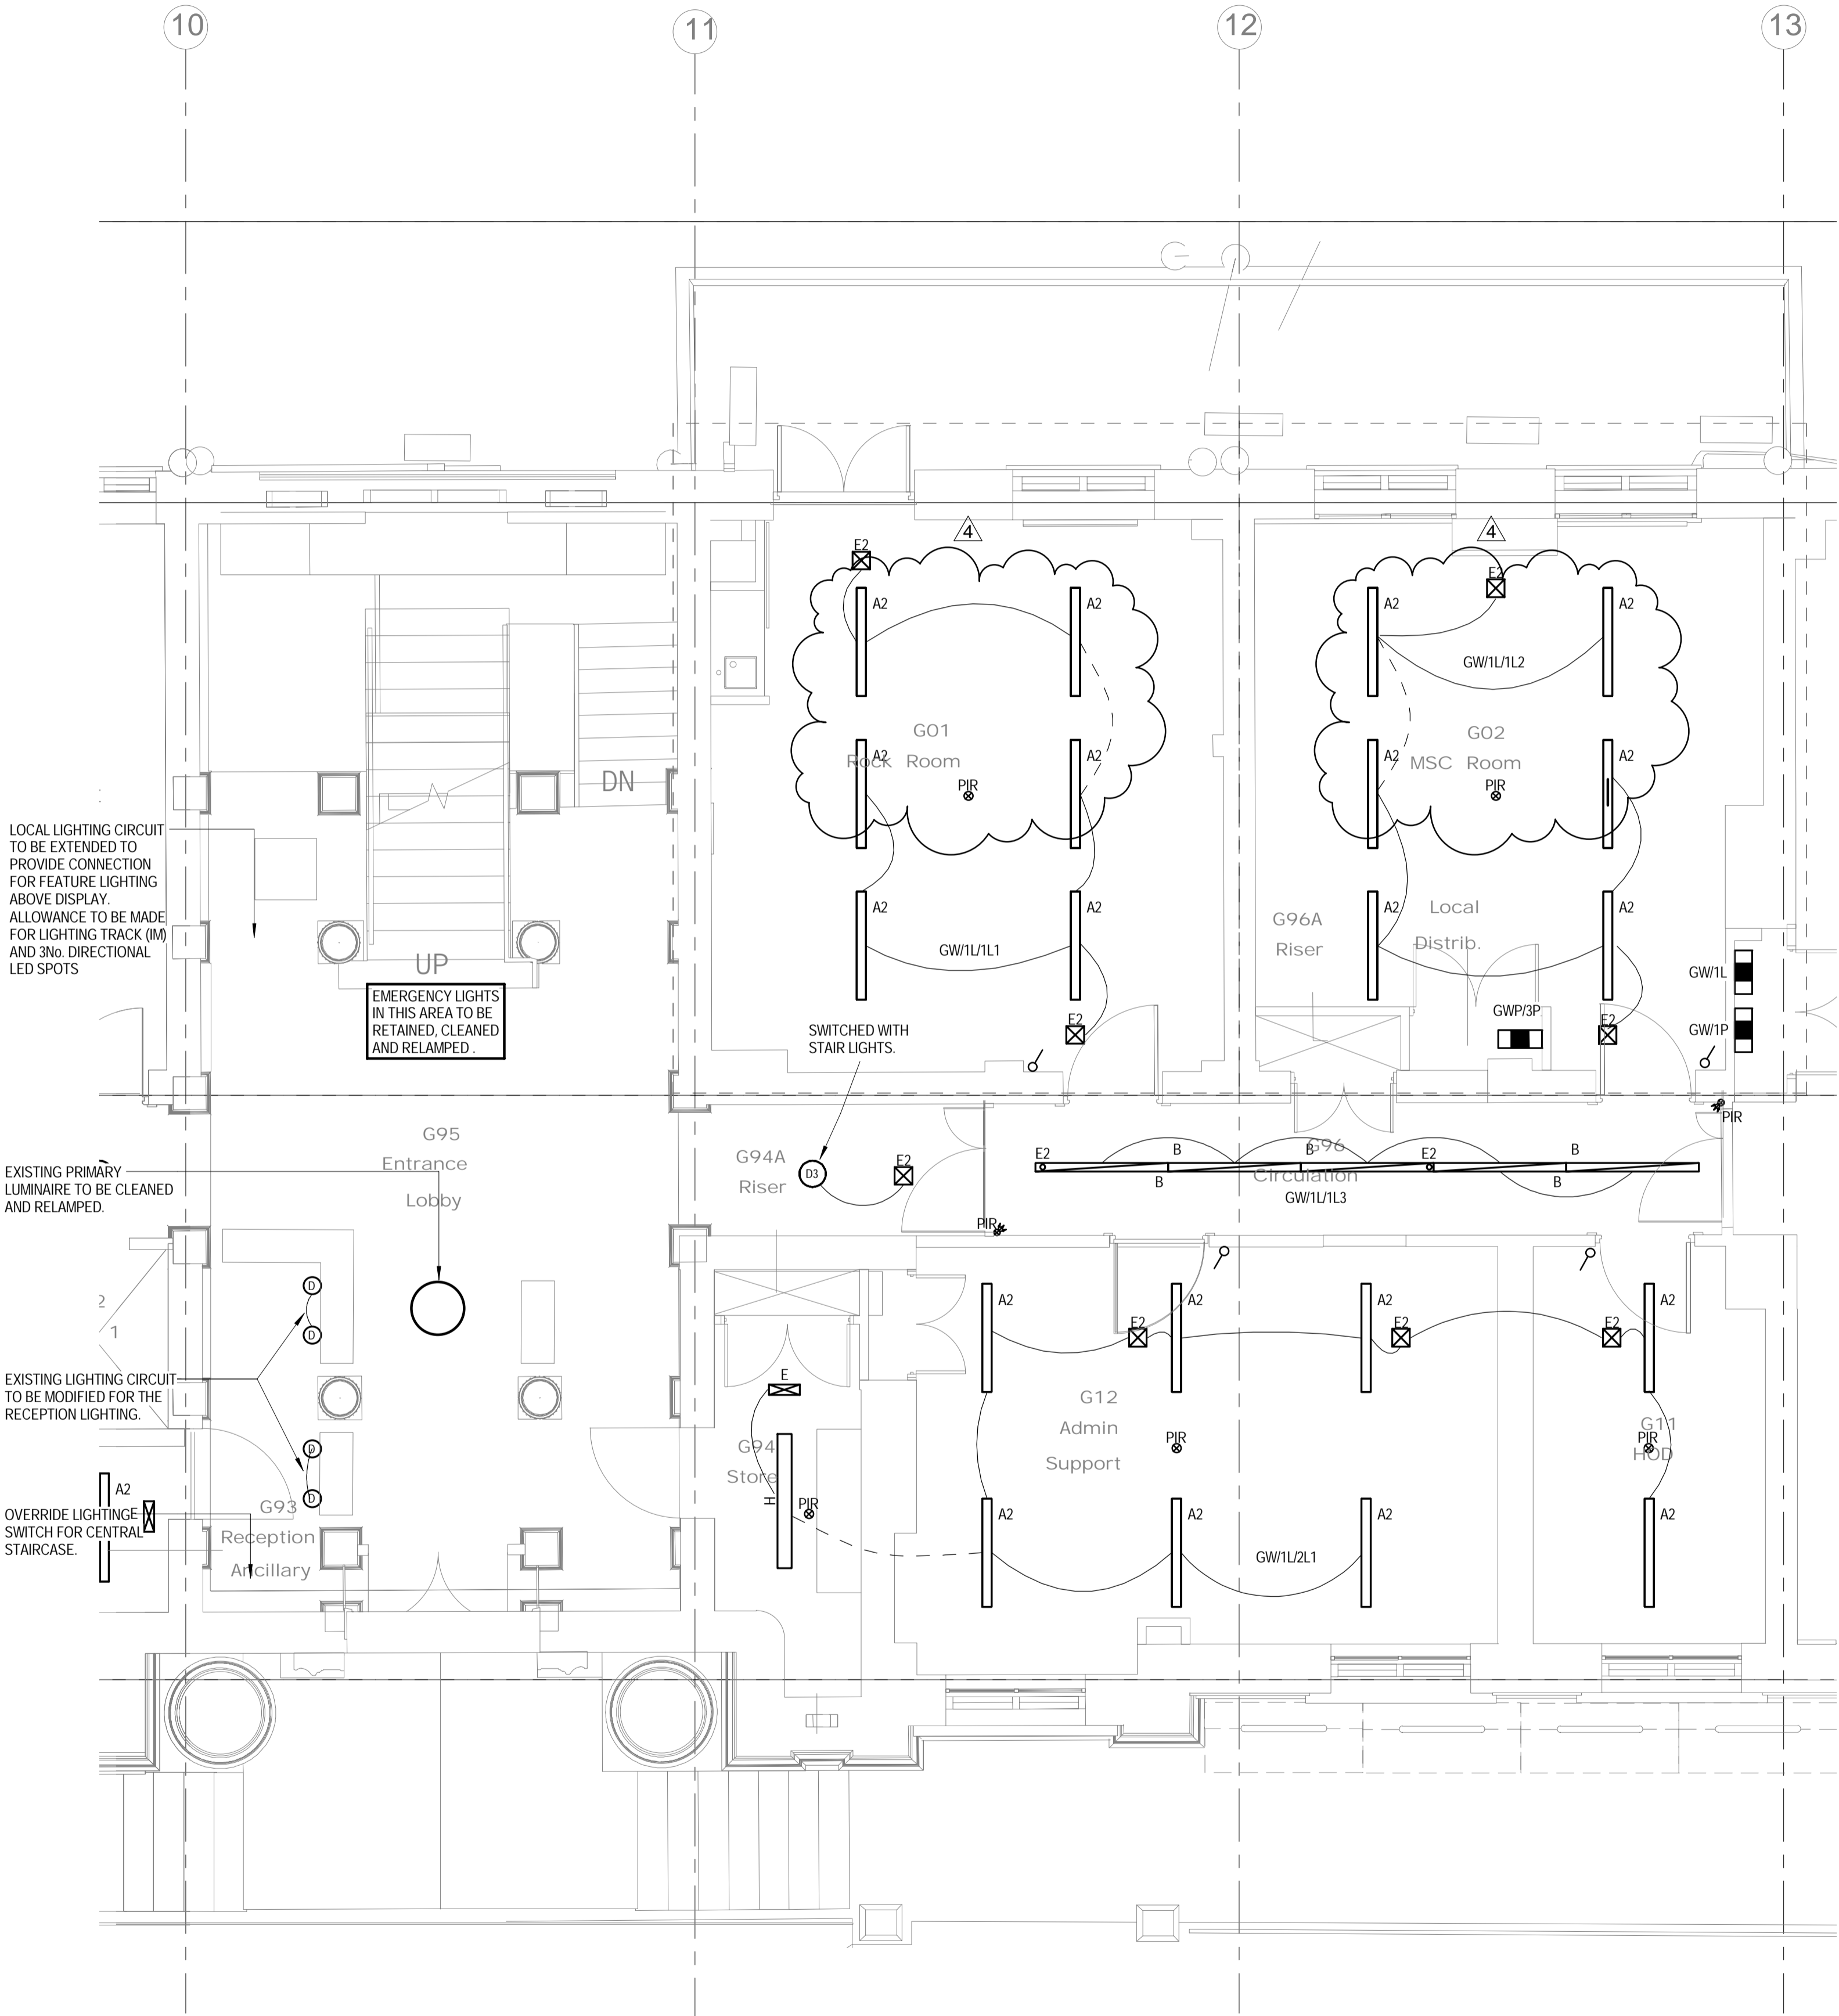 10
11
12
13
4
4
E2
E2
A2
A2
A2
A2
GW/1L/1L2
G01
Rock Room
G02
MSC Room
A2
A2
A2
A2
PIR
PIR
DN
LOCAL LIGHTING CIRCUIT
TO BE EXTENDED TO
PROVIDE CONNECTION
FOR FEATURE LIGHTING
ABOVE DISPLAY.
ALLOWANCE TO BE MADE
FOR LIGHTING TRACK (IM)
AND 3No. DIRECTIONAL
LED SPOTS
UP
A2
A2
A2
A2
GW/1L/1L1
G96A
Riser
Local
Distrib.
GW/1L
GW/1P
GWP/3P
EMERGENCY LIGHTS
IN THIS AREA TO BE
RETAINED, CLEANED
AND RELAMPED .
SWITCHED WITH
STAIR LIGHTS.
E2
E2
PIR
G95
Entrance
Lobby
G94A
Riser
D3
E2
E2
B
B
B
E2
B
G96
Circulation
B
B
GW/1L/1L3
PIR
EXISTING PRIMARY
LUMINAIRE TO BE CLEANED
AND RELAMPED.
D
D
2
1
A2
A2
A2
A2
E2
E2
E2
EXISTING LIGHTING CIRCUIT
TO BE MODIFIED FOR THE
RECEPTION LIGHTING.
E
G94
Store
H
PIR
G12
Admin
Support
PIR
G11
HOD
PIR
D
D
A2
E
OVERRIDE LIGHTING
SWITCH FOR CENTRAL
STAIRCASE.
G93
Reception
Ancillary
A2
A2
A2
A2
GW/1L/2L1